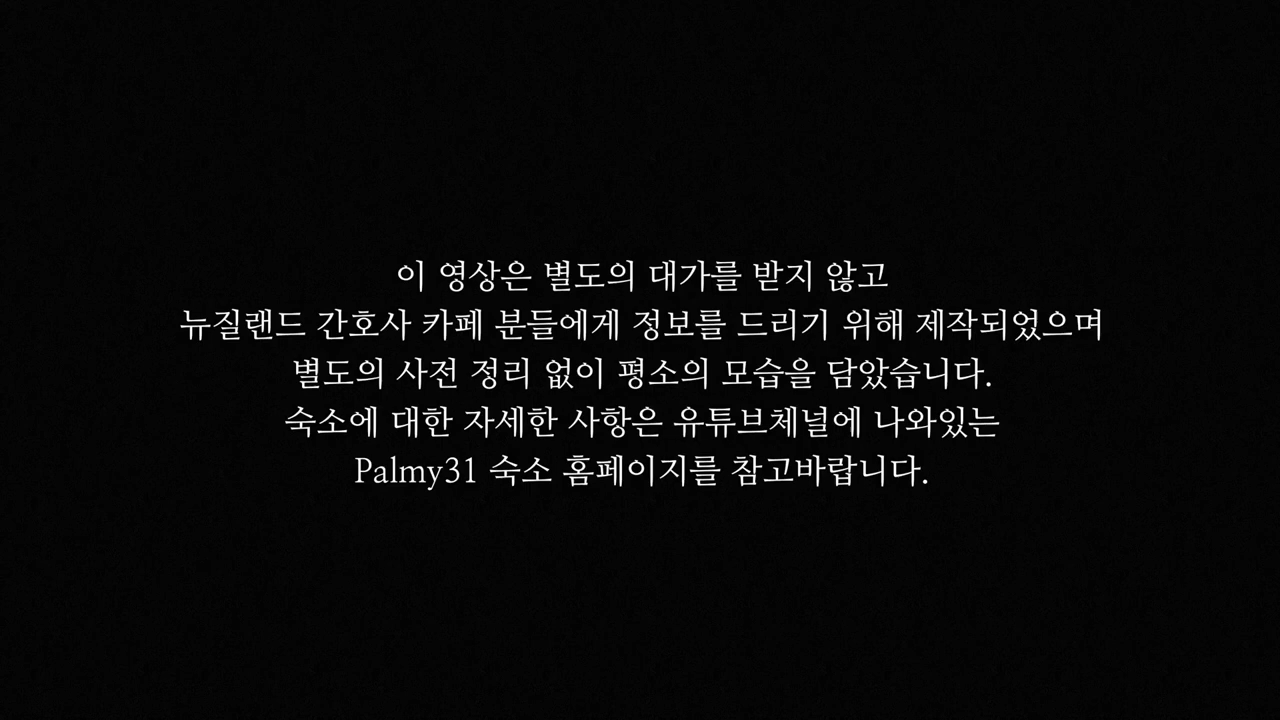 이 영상은 별도의 대가를 받지 않고
뉴질랜드 간호사 카페 분들에게 정보를 드리기 위해 제작되었으며
별도의 사전 정리 없이 평소의 모습을 담았습니다.
숙소에 대한 자세한 사항은 유튜브체널에 나와있는
Palmy31 숙소 홈페이지를 참고바랍니다.